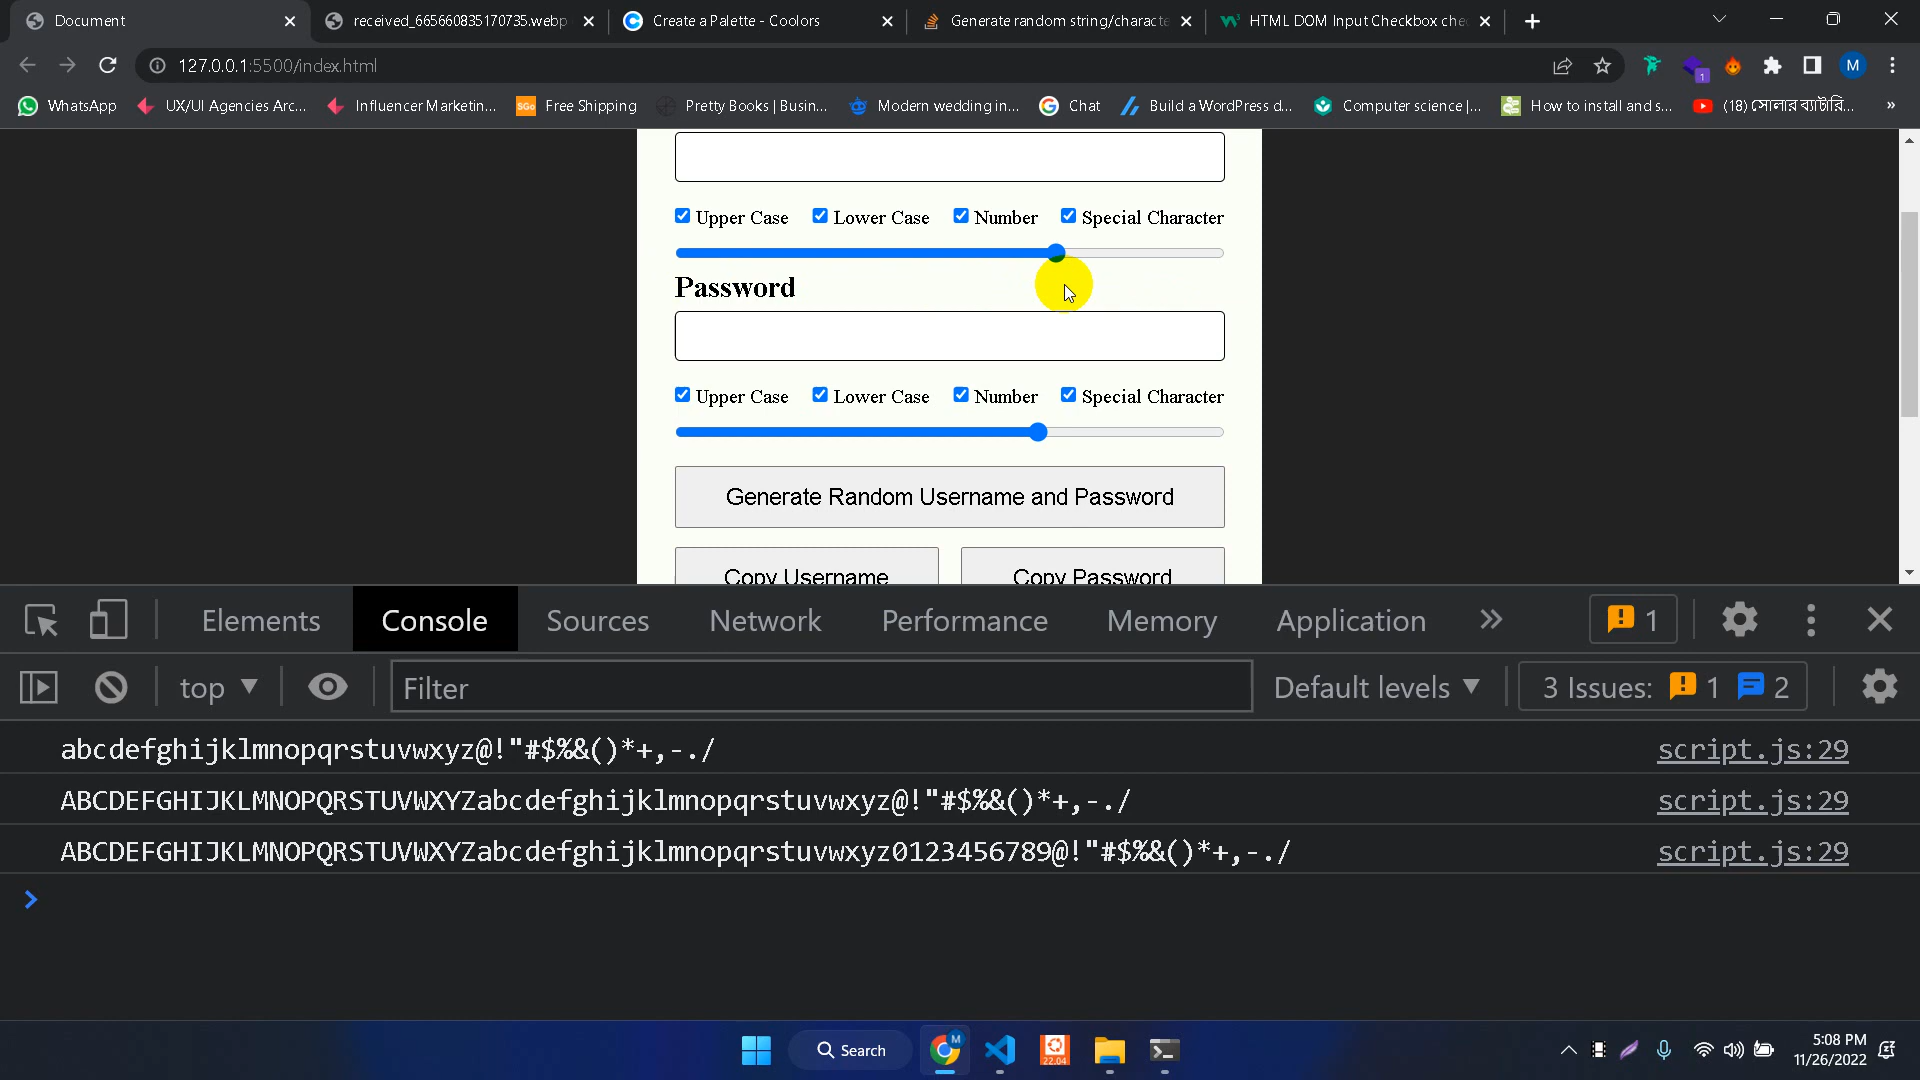 Document
received_665660835170735.webp
Create a Palette - Coolors
Generate random string/characte
HTML DOM Input Checkbox che
127.0.0.1:5500/index.html
1
M
WhatsApp
UX/UI Agencies Arc...
Influencer Marketin...
SGo
Free Shipping
Pretty Books | Busin...
Modern wedding in...
Chat
Build a WordPress d...
Computer science |...
How to install and s...
(18) সোলার ব্যাটারি...
»
Upper Case
Lower Case
Number
Special Character
Password
Upper Case
Lower Case
Number
Special Character
Generate Random Username and Password
Copy Username
Copy Password
Elements
Console
Sources
Network
Performance
Memory
Application
1
top
Filter
Default levels
3 Issues:
1
2
abcdefghijklmnopqrstuvwxyz@!"#$%&()*+,-./
script.js:29
ABCDEFGHIJKLMNOPQRSTUVWXYZabcdefghijklmnopqrstuvwxyz@!"#$%&()*+,-./
script.js:29
ABCDEFGHIJKLMNOPQRSTUVWXYZabcdefghijklmnopqrstuvwxyz0123456789@!"#$%&()*+,-./
script.js:29
Search
M
22.04
5:08 PM
11/26/2022